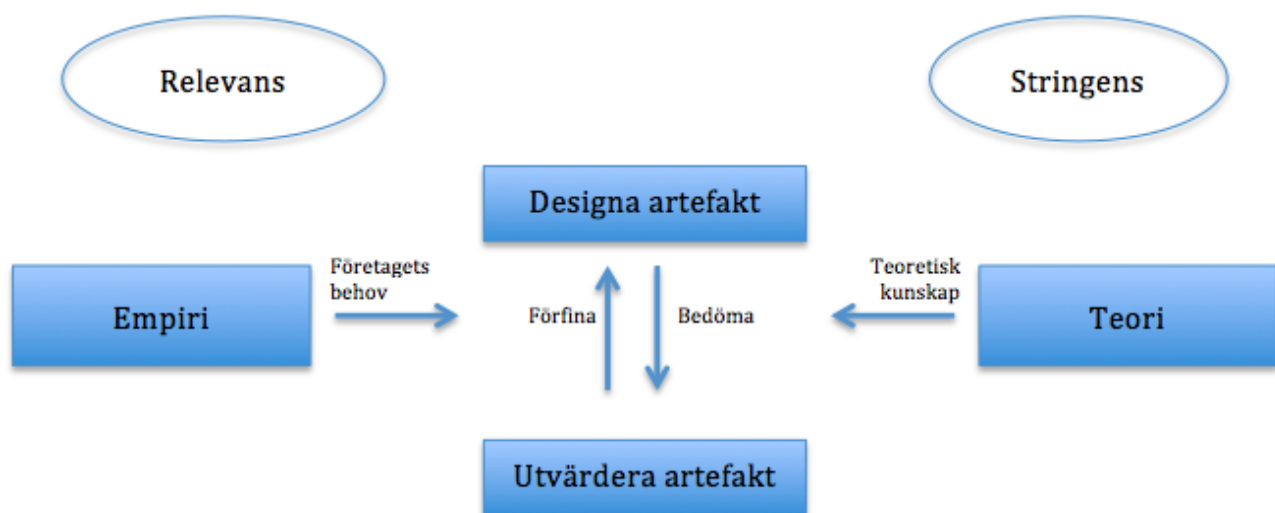 Relevans
Stringens
Designa artefakt
Företagets
behov
Teoretisk
kunskap
Empiri
Förfina
Bedöma
Teori
Utvärdera artefakt